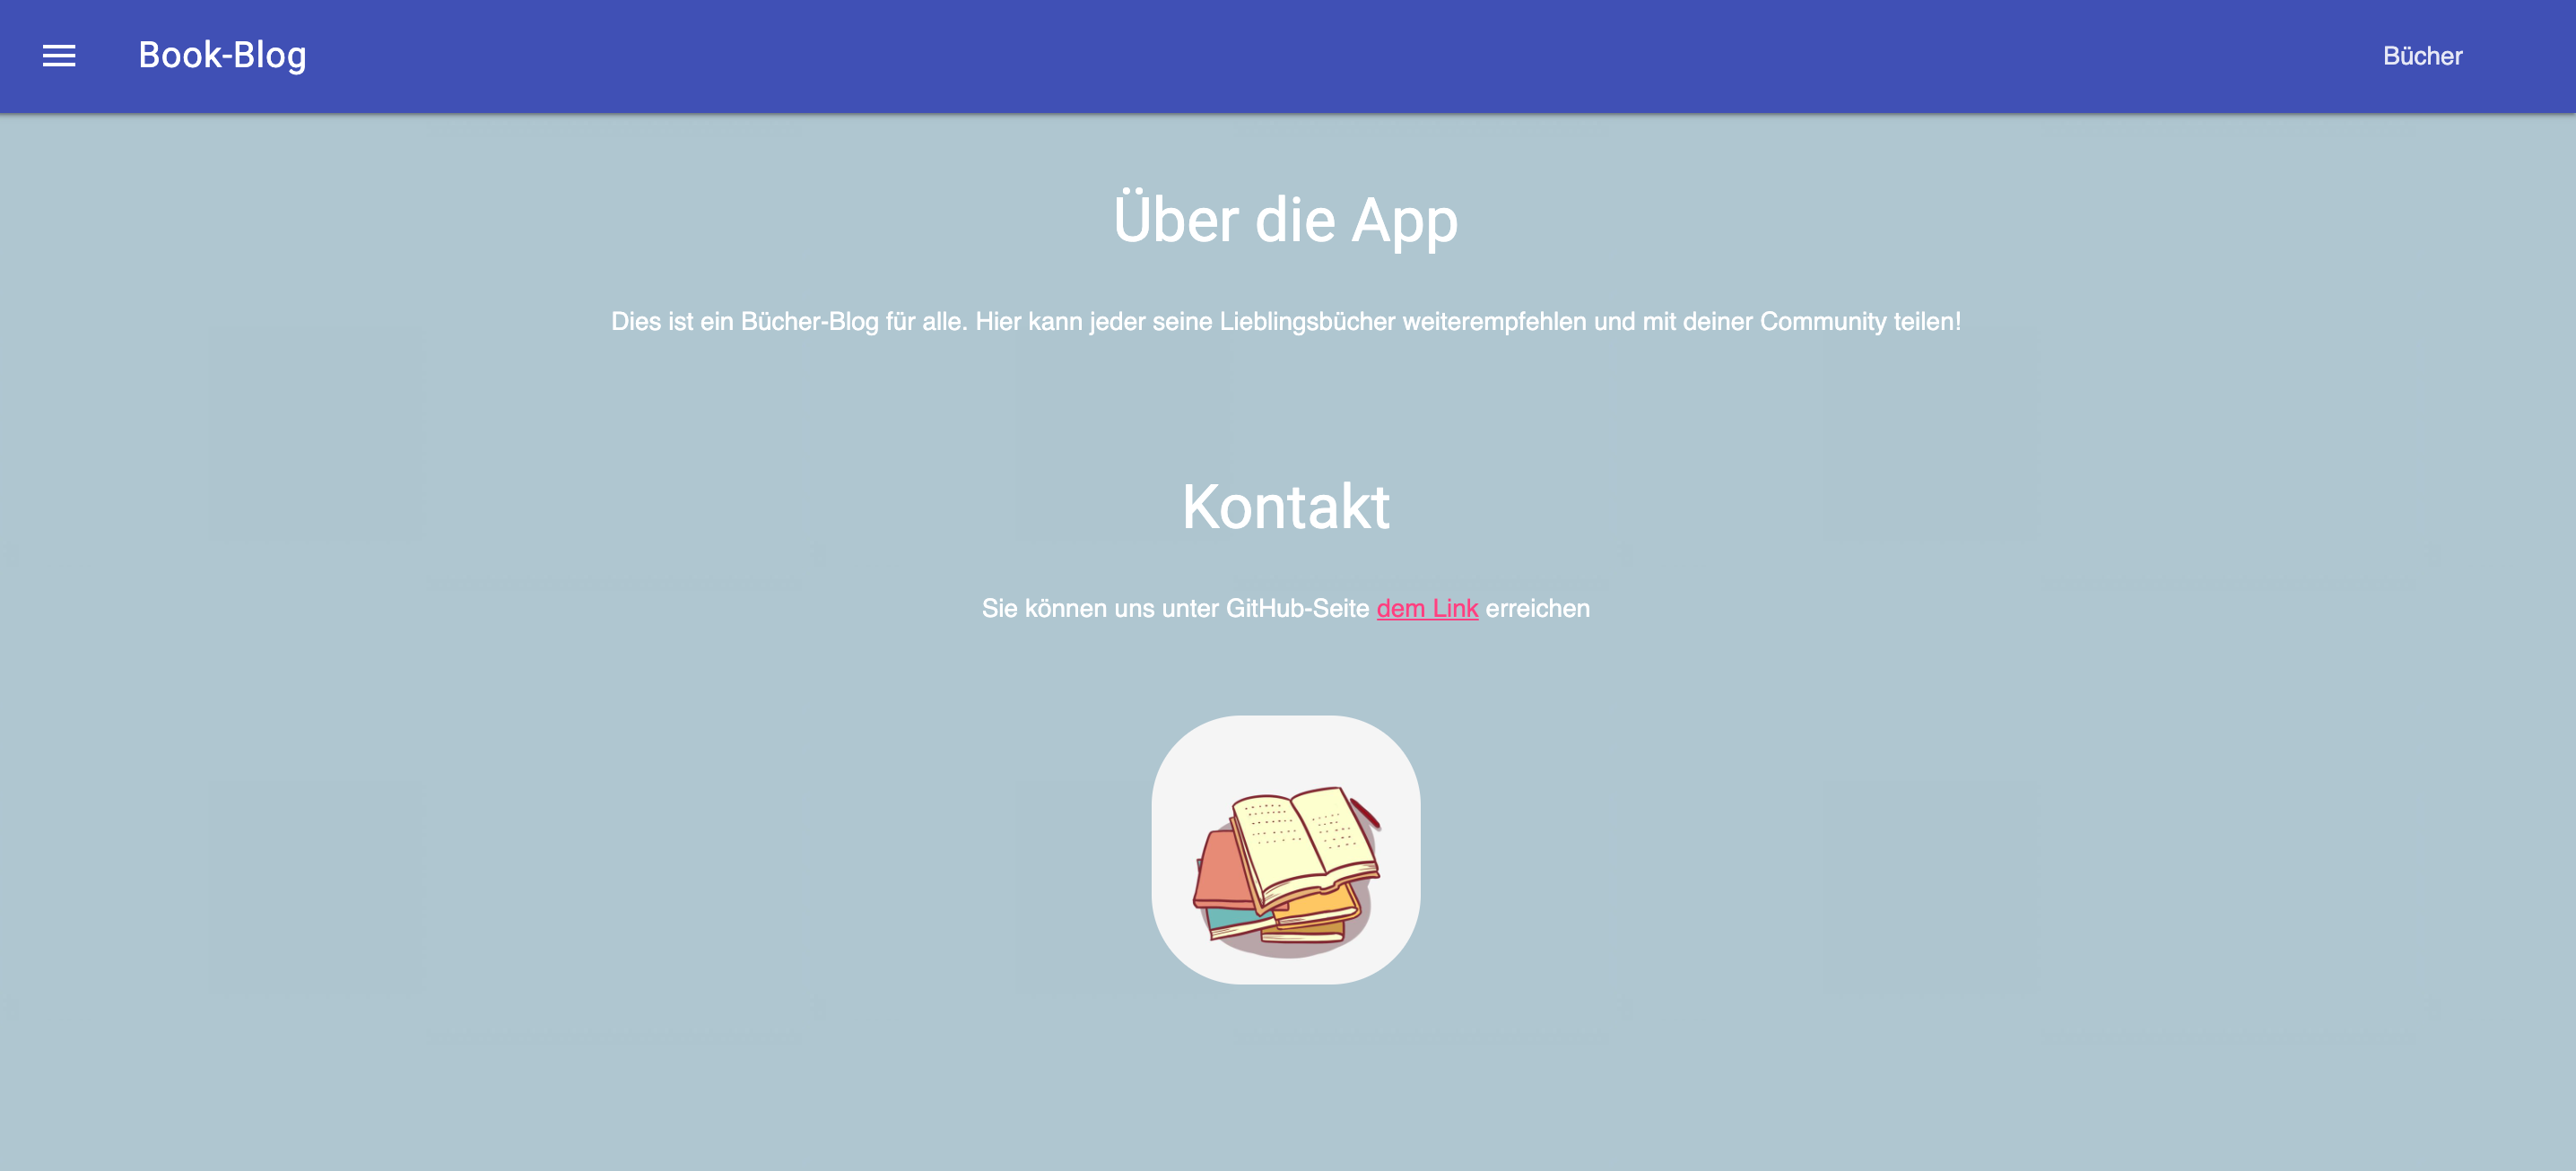 Book-Blog
Bücher
Über die App
Dies ist ein Bücher-Blog für alle. Hier kann jeder seine Lieblingsbücher weiterempfehlen und mit deiner Community teilen!
Kontakt
Sie können uns unter GitHub-Seite dem Link erreichen